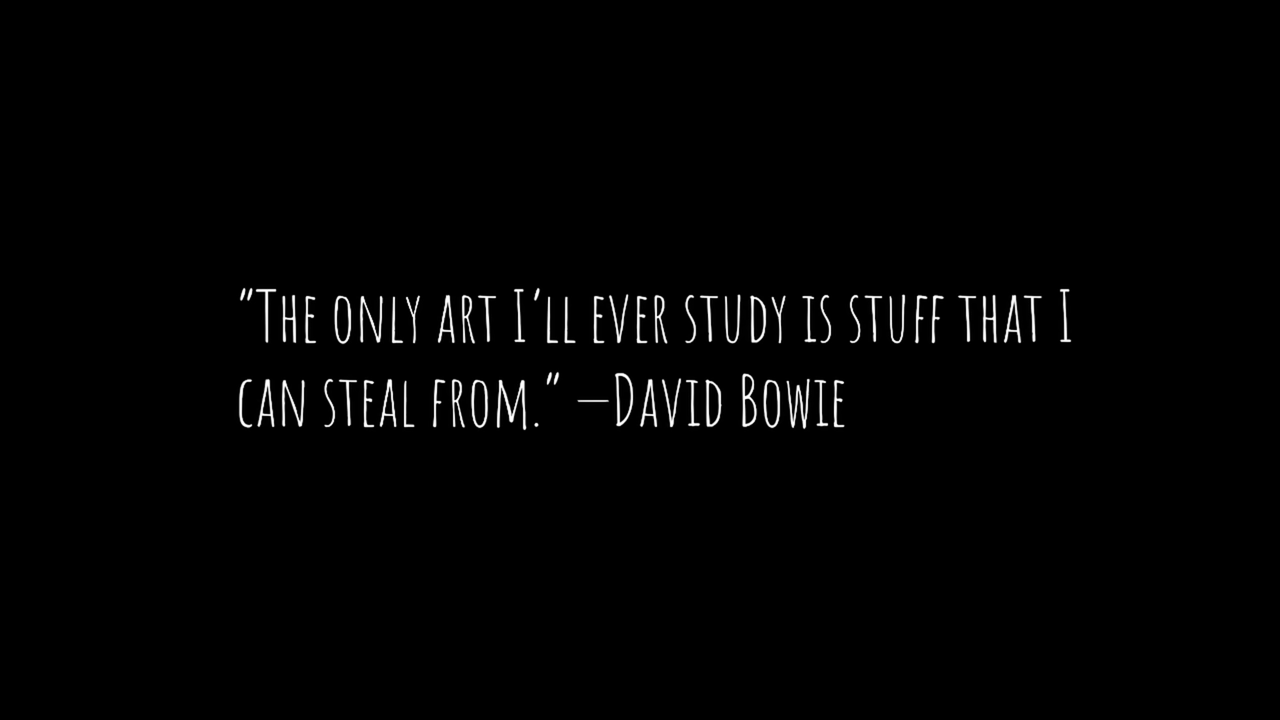 “The only art I’ll ever study is stuff that I
can steal from.” —David Bowie